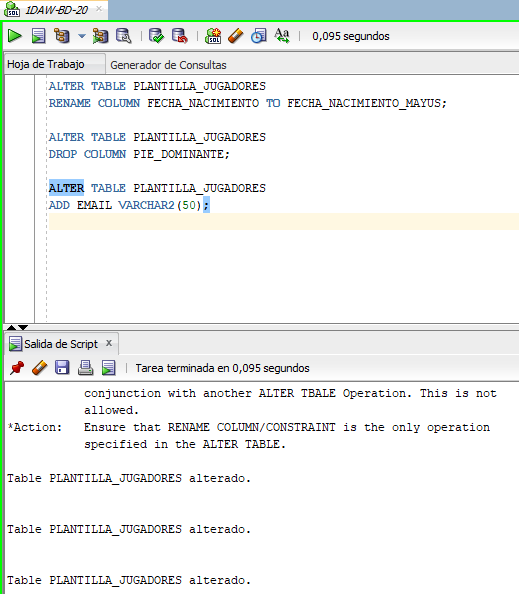 1DAW-BD-20
0,095 segundos
Hoja de Trabajo Generador de Consultas
ALTER TABLE PLANTILLA_JUGADORES
RENAME COLUMN FECHA_NACIMIENTO TO FECHA_NACIMIENTO_MAYUS;
ALTER TABLE PLANTILLA_JUGADORES
DROP COLUMN PIE_DOMINANTE;
ALTER TABLE PLANTILLA_JUGADORES
ADD EMAIL VARCHAR2(50);
Salida de Script x
Tarea terminada en 0,095 segundos
conjunction with another ALTER TBALE Operation. This is not
allowed.
*Action: Ensure that RENAME COLUMN/CONSTRAINT is the only operation
specified in the ALTER TABLE.
Table PLANTILLA_JUGADORES alterado.
Table PLANTILLA_JUGADORES alterado.
Table PLANTILLA_JUGADORES alterado.